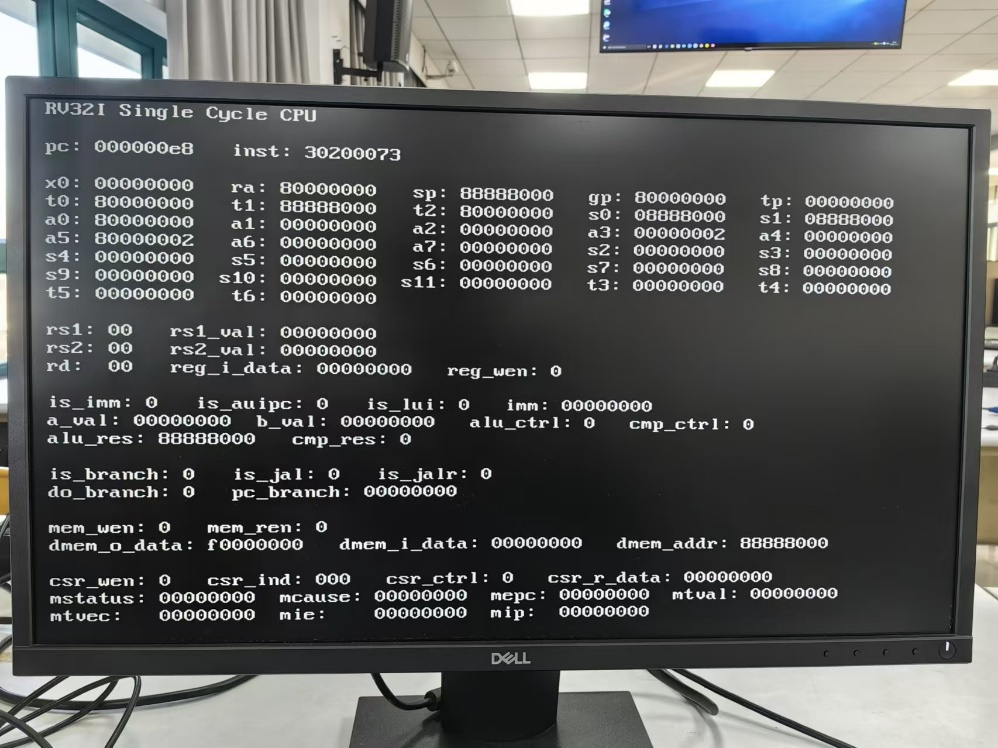 RV32I Single Cycle CPU
pc: 000000e8 inst: 30200073
x0: 00000000 ra: 80000000 sp: 88888000 gp: 80000000 tp: 00000000
t0: 80000000 t1: 88888000 t2: 80000000 s0: 08888000 s1: 08888000
a0: 80000000 a1: 00000000 a2: 00000000 a3: 00000002 a4: 00000000
a5: 80000002 a6: 00000000 a7: 00000000 s2: 00000000 s3: 00000000
s4: 00000000 s5: 00000000 s6: 00000000 s7: 00000000 s8: 00000000
s9: 00000000 s10: 00000000 s11: 00000000 t3: 00000000 t4: 00000000
t5: 00000000 t6: 00000000
rs1: 00 rs1_val: 00000000
rs2: 00 rs2_val: 00000000
rd: 00 reg_i_data: 00000000 reg_wen: 0
is_imm: 0 is_auipc: 0 is_lui: 0 imm: 00000000
a_val: 00000000 b_val: 00000000 alu_ctrl: 0 cmp_ctrl: 0
alu_res: 88888000 cmp_res: 0
is_branch: 0 is_jal: 0 is_jalr: 0
do_branch: 0 pc_branch: 00000000
mem_wen: 0 mem_ren: 0
dmem_o_data: f0000000 dmem_i_data: 00000000 dmem_addr: 88888000
csr_wen: 0 csr_ind: 000 csr_ctrl: 0 csr_r_data: 00000000
mstatus: 00000000 mcause: 00000000 mepc: 00000000 mtval: 00000000
mtvec: 00000000 mie: 00000000 mip: 00000000
DELL